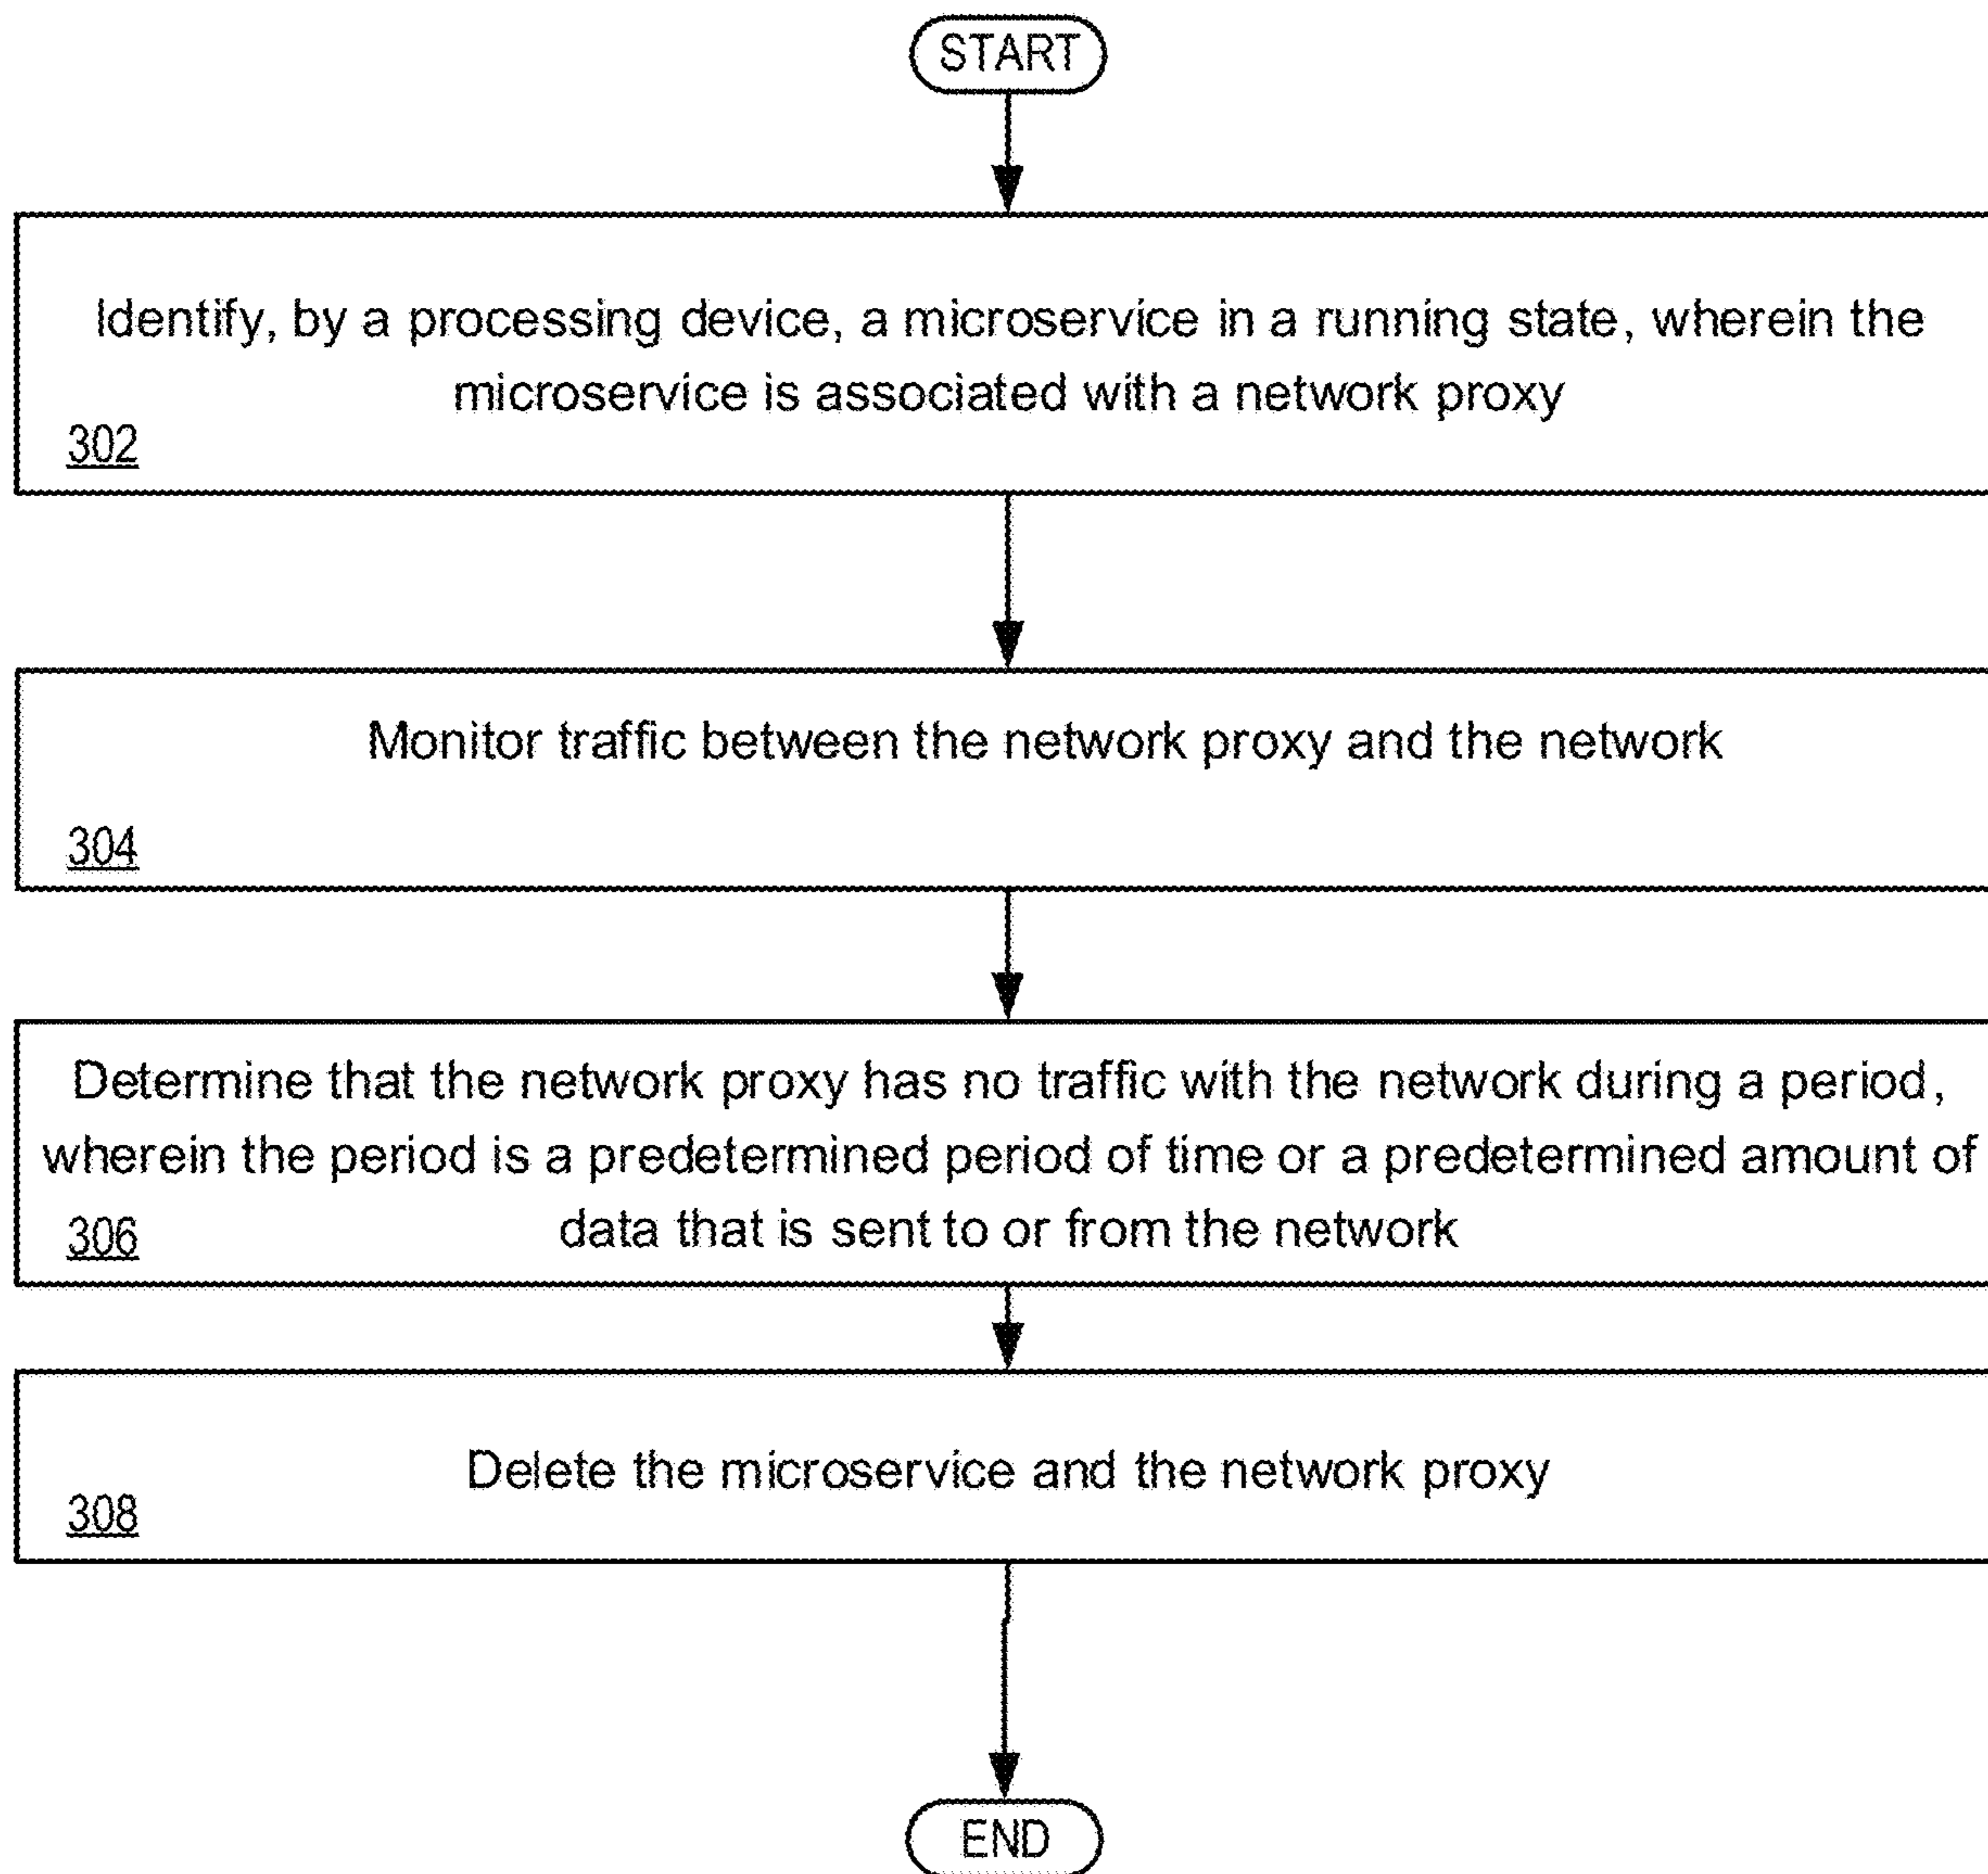 START
Identify, by a processing device, a microservice in a running state, wherein the
microservice is associated with a network proxy
302
Monitor traffic between the network proxy and the network
304
Determine that the network proxy has no traffic with the network during a period,
wherein the period is a predetermined period of time or a predetermined amount of
data that is sent to or from the network
306
Delete the microservice and the network proxy
308
END